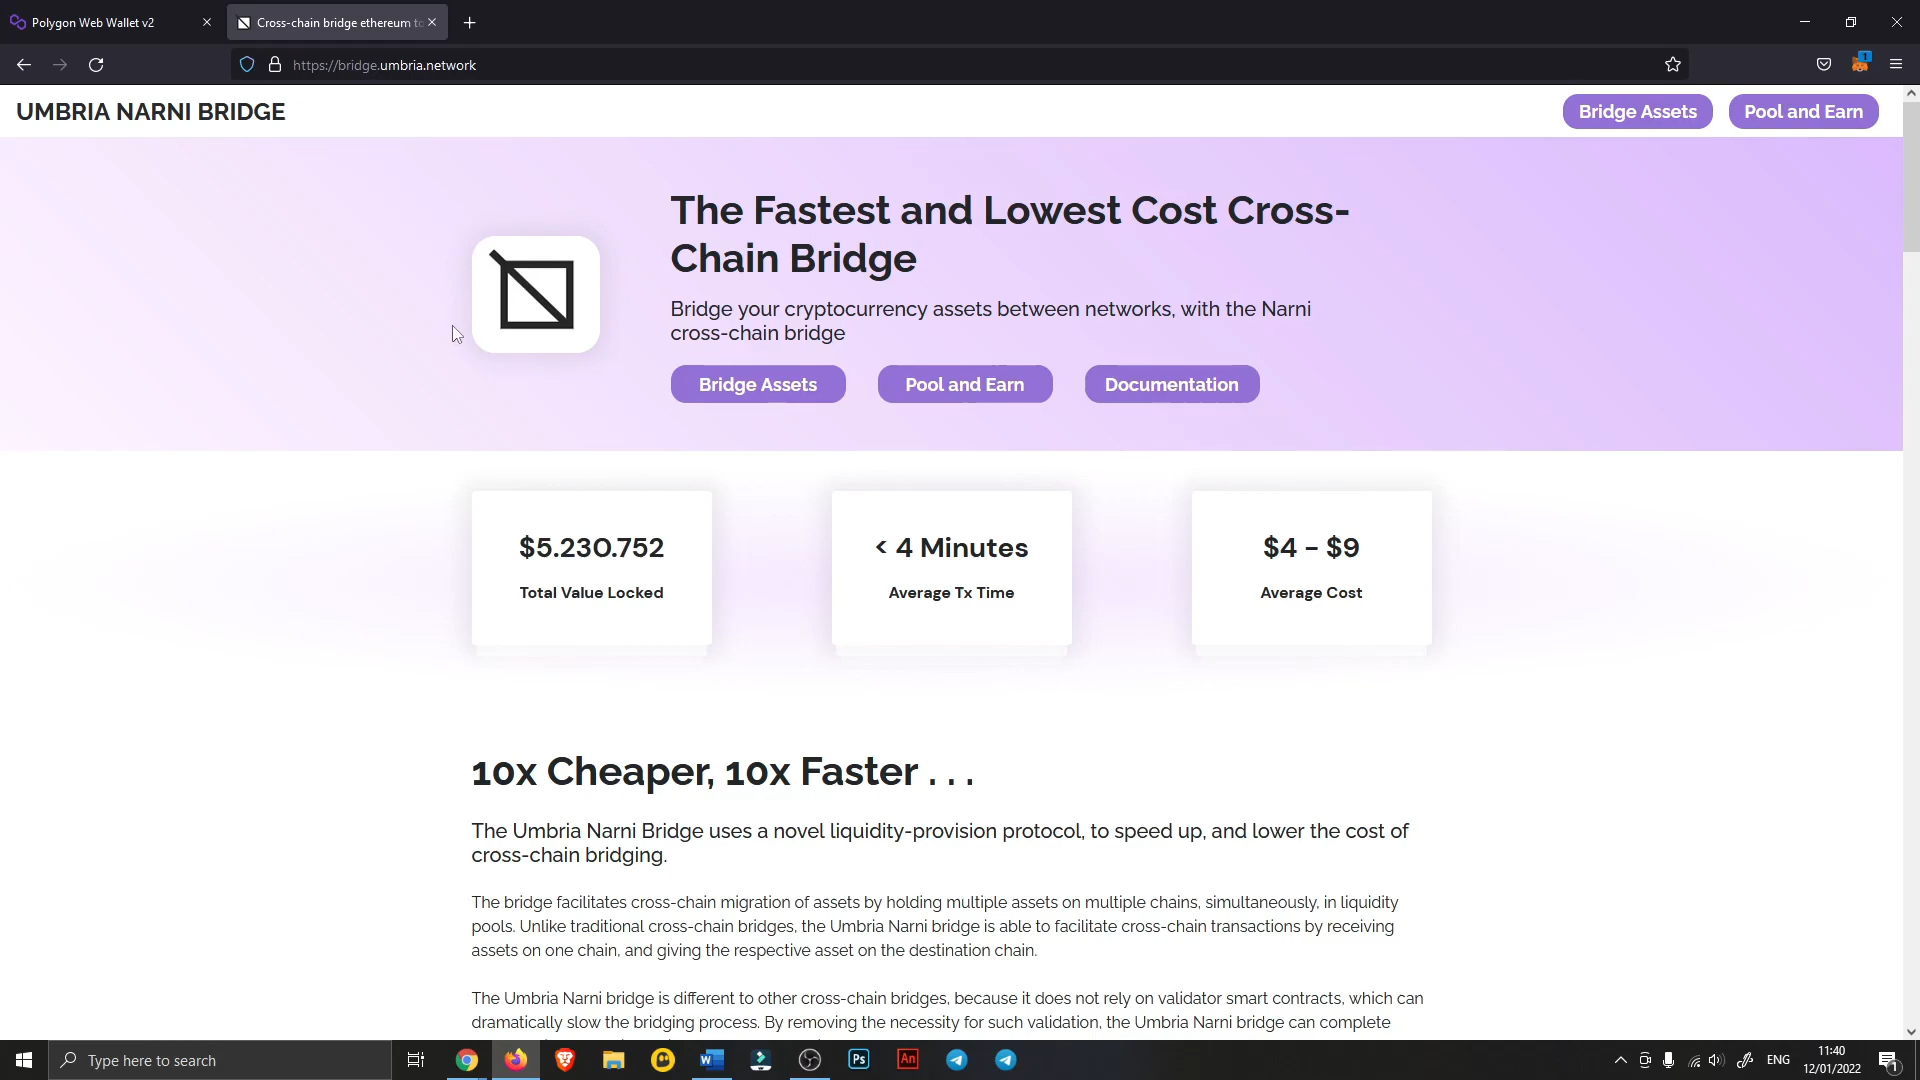 Polygon Web Wallet v2
Cross-chain bridge ethereum to
https://bridge.umbria.network
1
UMBRIA NARNI BRIDGE
Bridge Assets
Pool and Earn
The Fastest and Lowest Cost Cross-
Chain Bridge
Bridge your cryptocurrency assets between networks, with the Narni
cross-chain bridge
Bridge Assets
Pool and Earn
Documentation
$5.230.752
Total Value Locked
< 4 Minutes
Average Tx Time
$4 - $9
Average Cost
10x Cheaper, 10x Faster . . .
The Umbria Narni Bridge uses a novel liquidity-provision protocol, to speed up, and lower the cost of
cross-chain bridging.
The bridge facilitates cross-chain migration of assets by holding multiple assets on multiple chains, simultaneously, in liquidity
pools. Unlike traditional cross-chain bridges, the Umbria Narni bridge is able to facilitate cross-chain transactions by receiving
assets on one chain, and giving the respective asset on the destination chain.
The Umbria Narni bridge is different to other cross-chain bridges, because it does not rely on validator smart contracts, which can
dramatically slow the bridging process. By removing the necessity for such validation, the Umbria Narni bridge can complete
Type here to search
Ps
An
ENG
11:40
12/01/2022
1